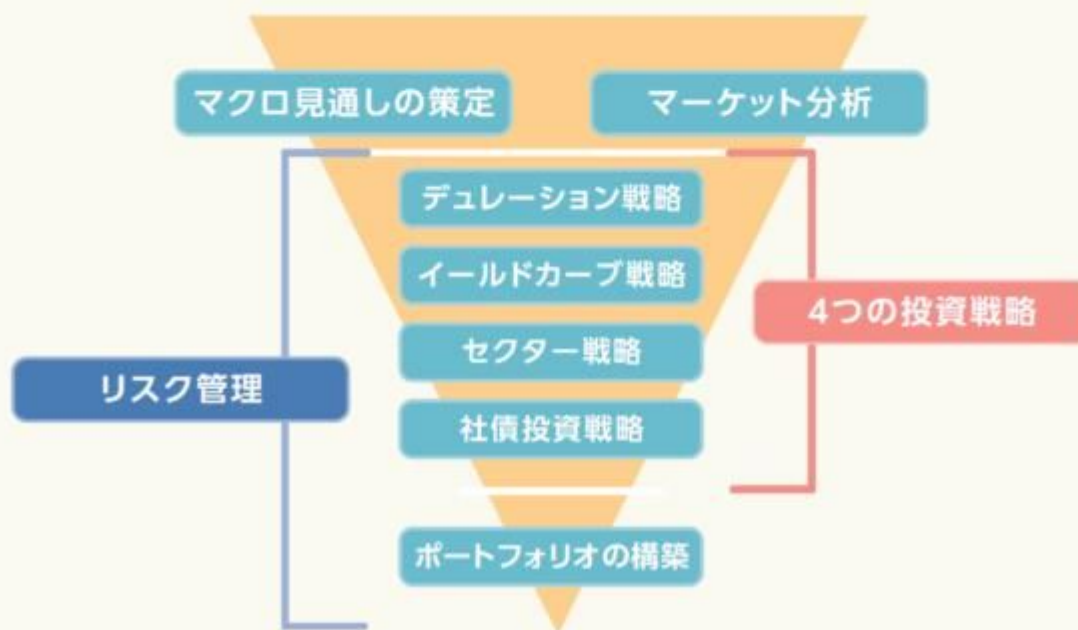 マクロ見通しの策定
マーケット分析
デュレーション戦略
イールドカーブ戦略
4つの投資戦略
セクター戦略
リスク管理
社債投資戦略
ポートフォリオの構築